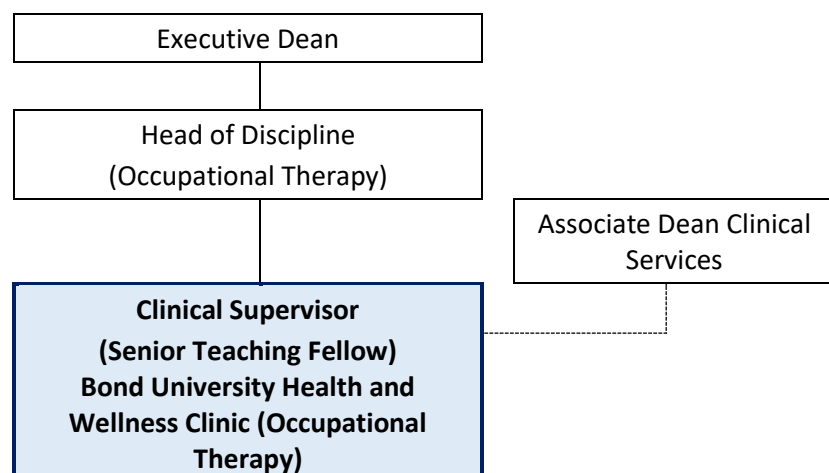 Executive Dean
Head of Discipline
(Occupational Therapy)
Associate Dean Clinical
Services
Clinical Supervisor
(Senior Teaching Fellow)
Bond University Health and
Wellness Clinic (Occupational
Therapy)